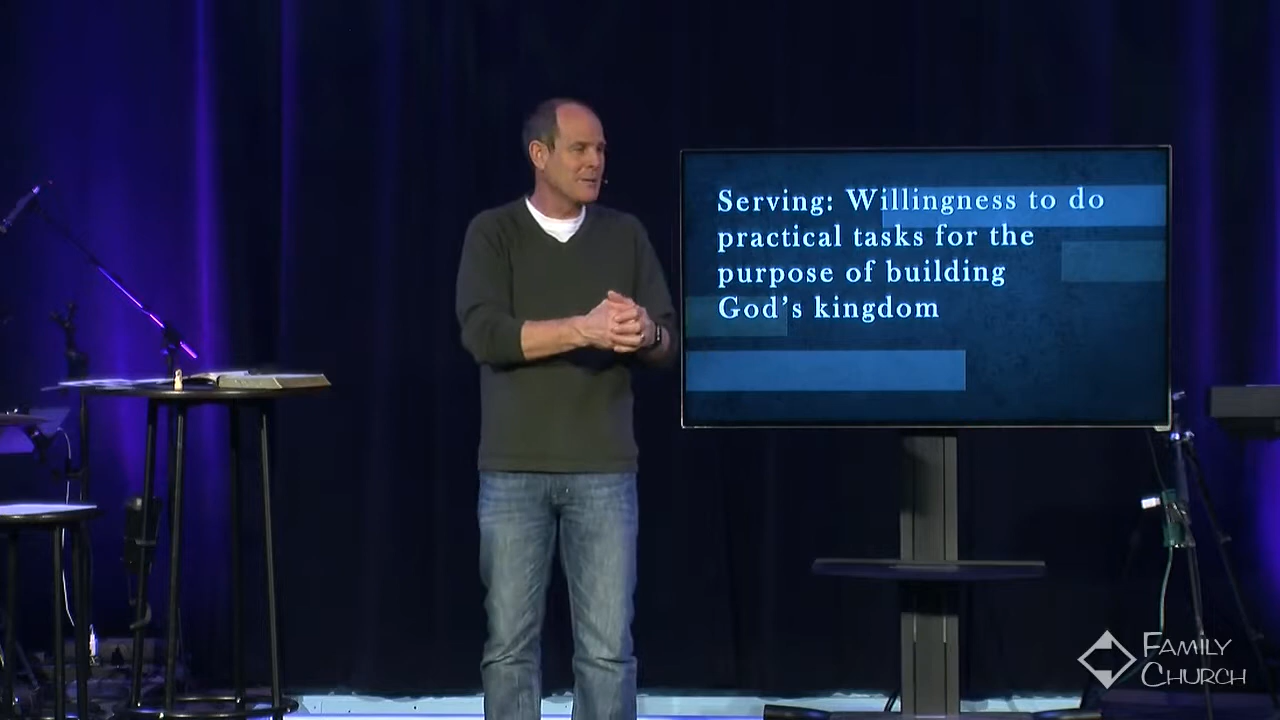 Serving: Willingness to do
practical tasks for the
purpose of building
God's kingdom
FAMILY
CHURCH